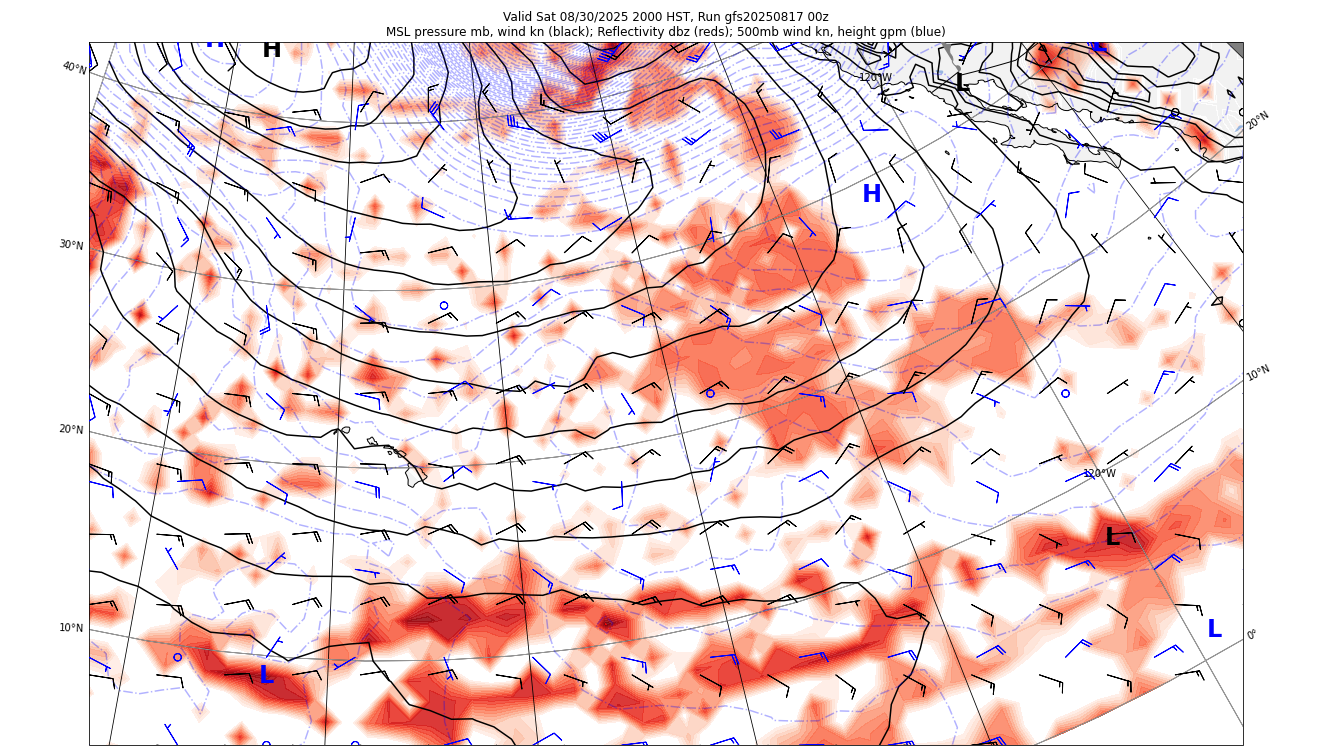 Valid Sat 08/30/2025 2000 HST, Run gfs20250817 00z
MSL pressure mb, wind kn (black); Reflectivity dbz (reds); 500mb wind kn, height gpm (blue)
H
H
L
40°N
120°W
L
20°N
H
30°N
10°N
20°N
120°W
L
10°N
L
0°
L